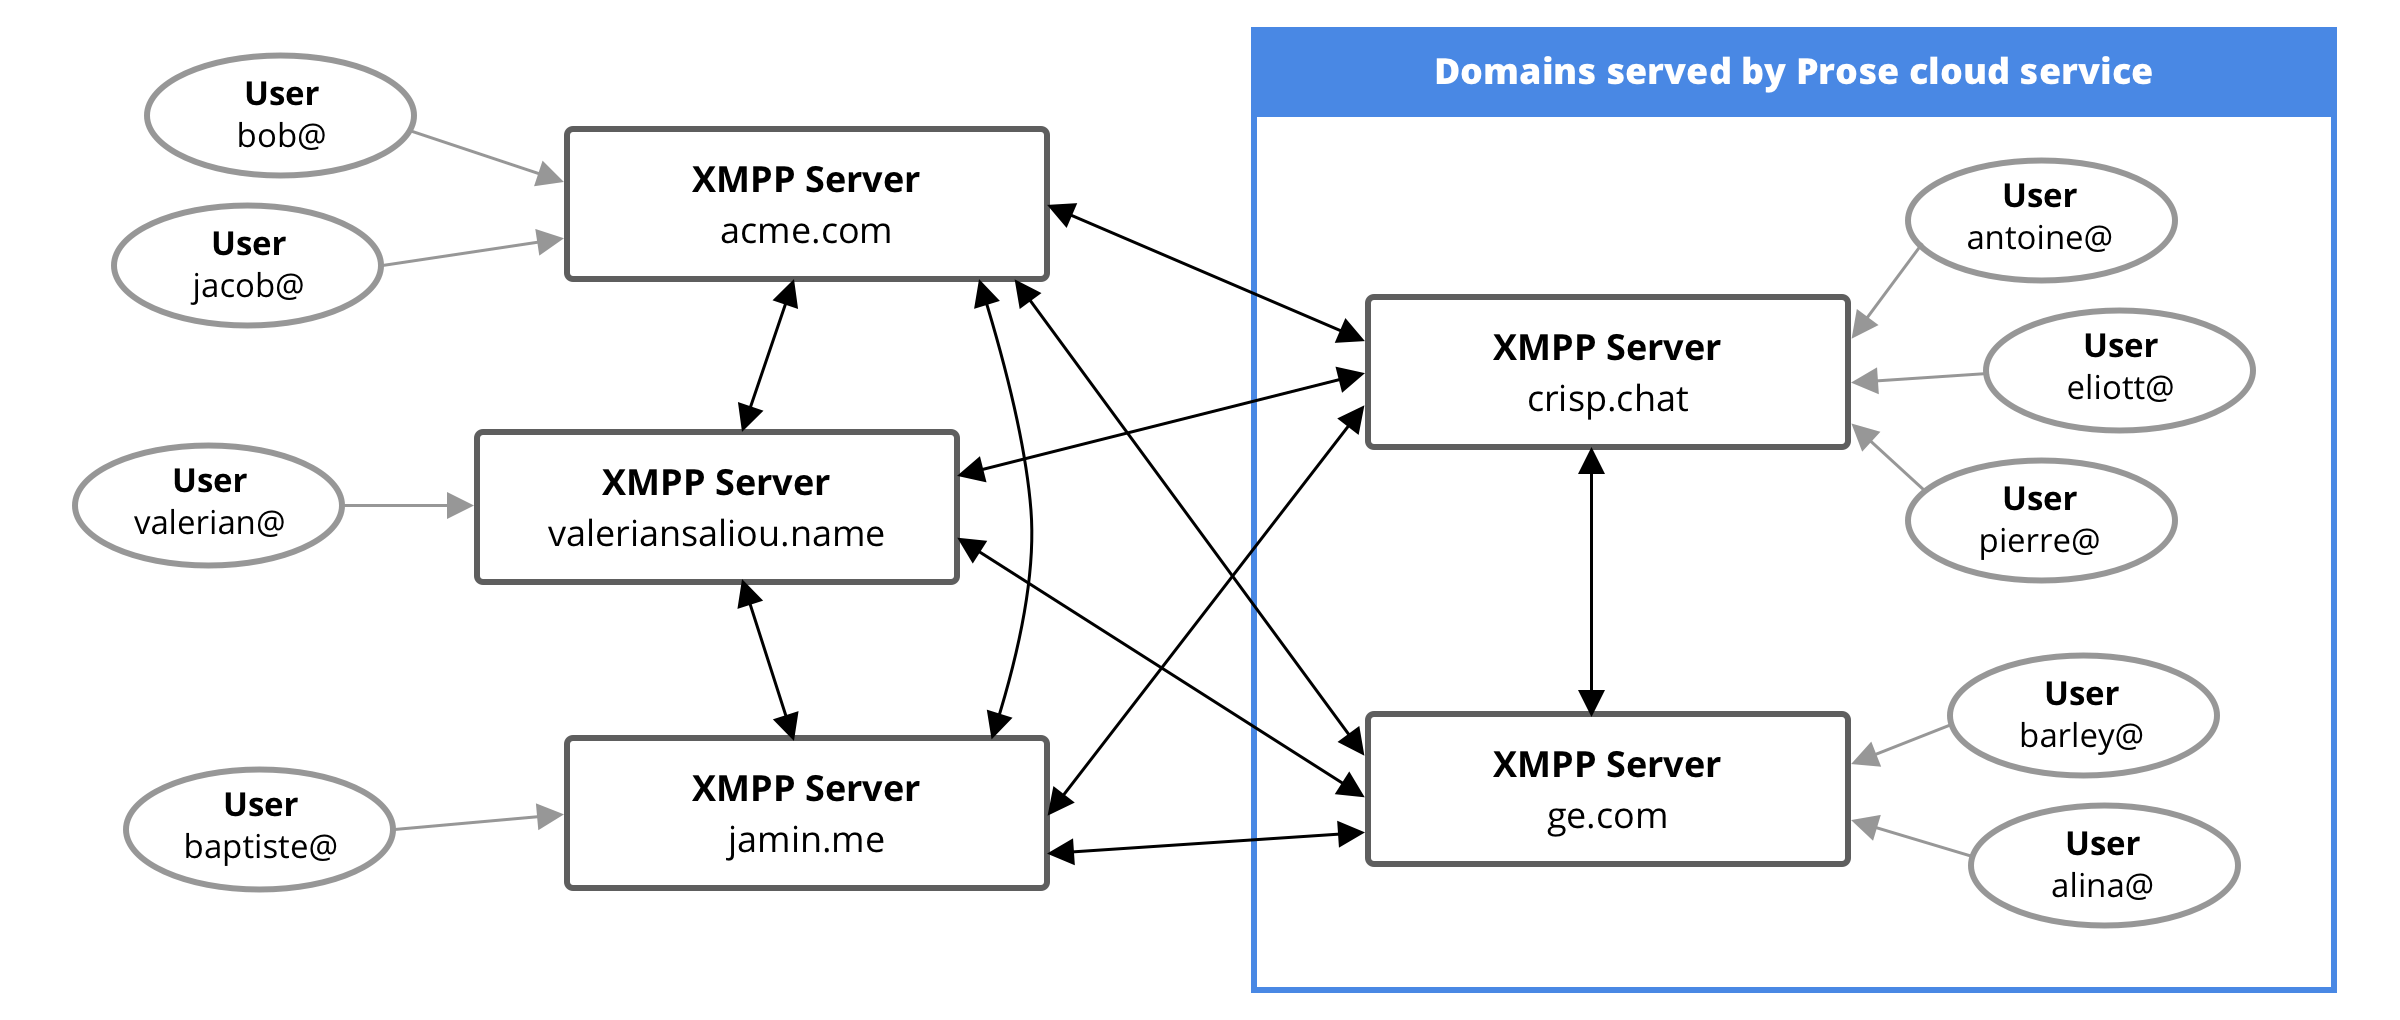 Domains served by Prose cloud service
User
bob@
User
jacob@
XMPP Server
acme.com
User
valerian@
XMPP Server
valeriansaliou.name
User
baptiste@
XMPP Server
jamin.me
XMPP Server
crisp.chat
User
antoine@
User
eliott@
User
pierre@
XMPP Server
ge.com
User
barley@
User
alina@